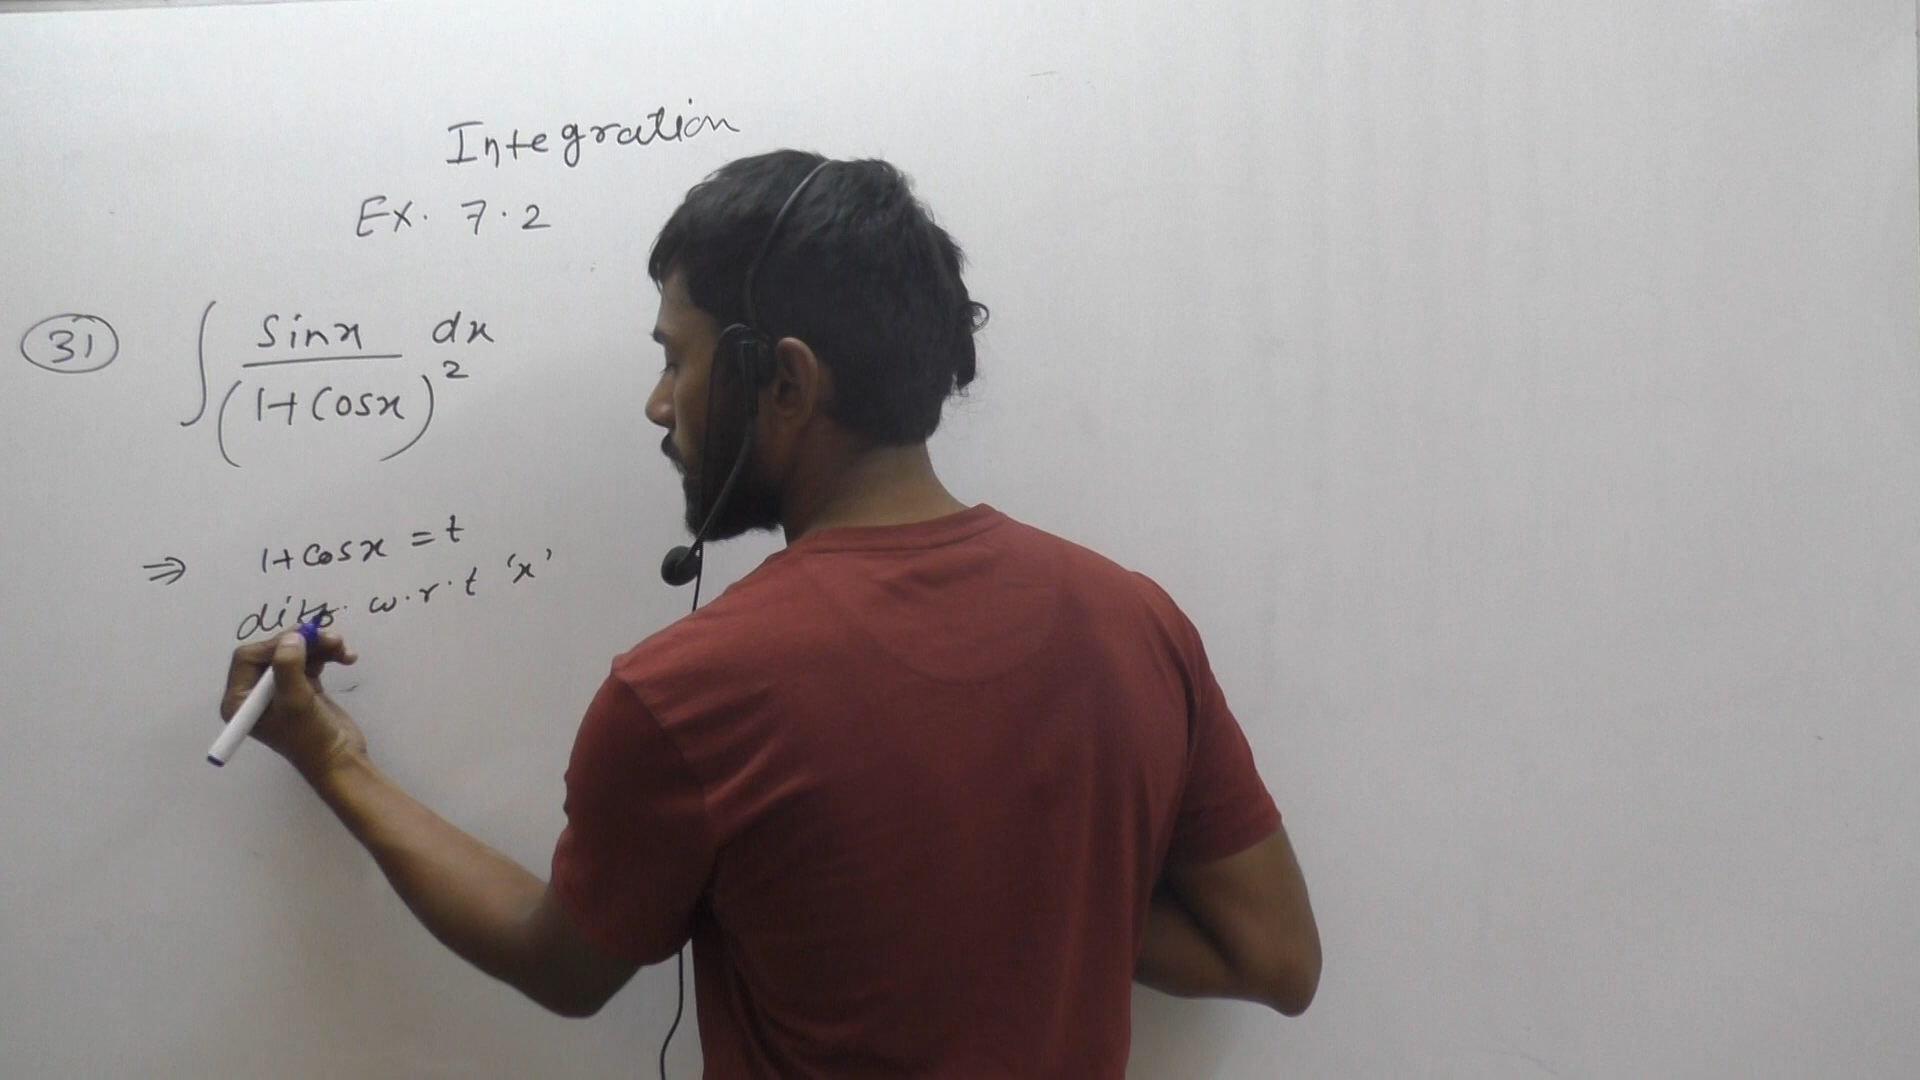 Integration
Ex. 7.2
31 ∫ sinx dx
(1+cosx)²
⇒ 1+cosx = t
diff. w.r.t 'x'